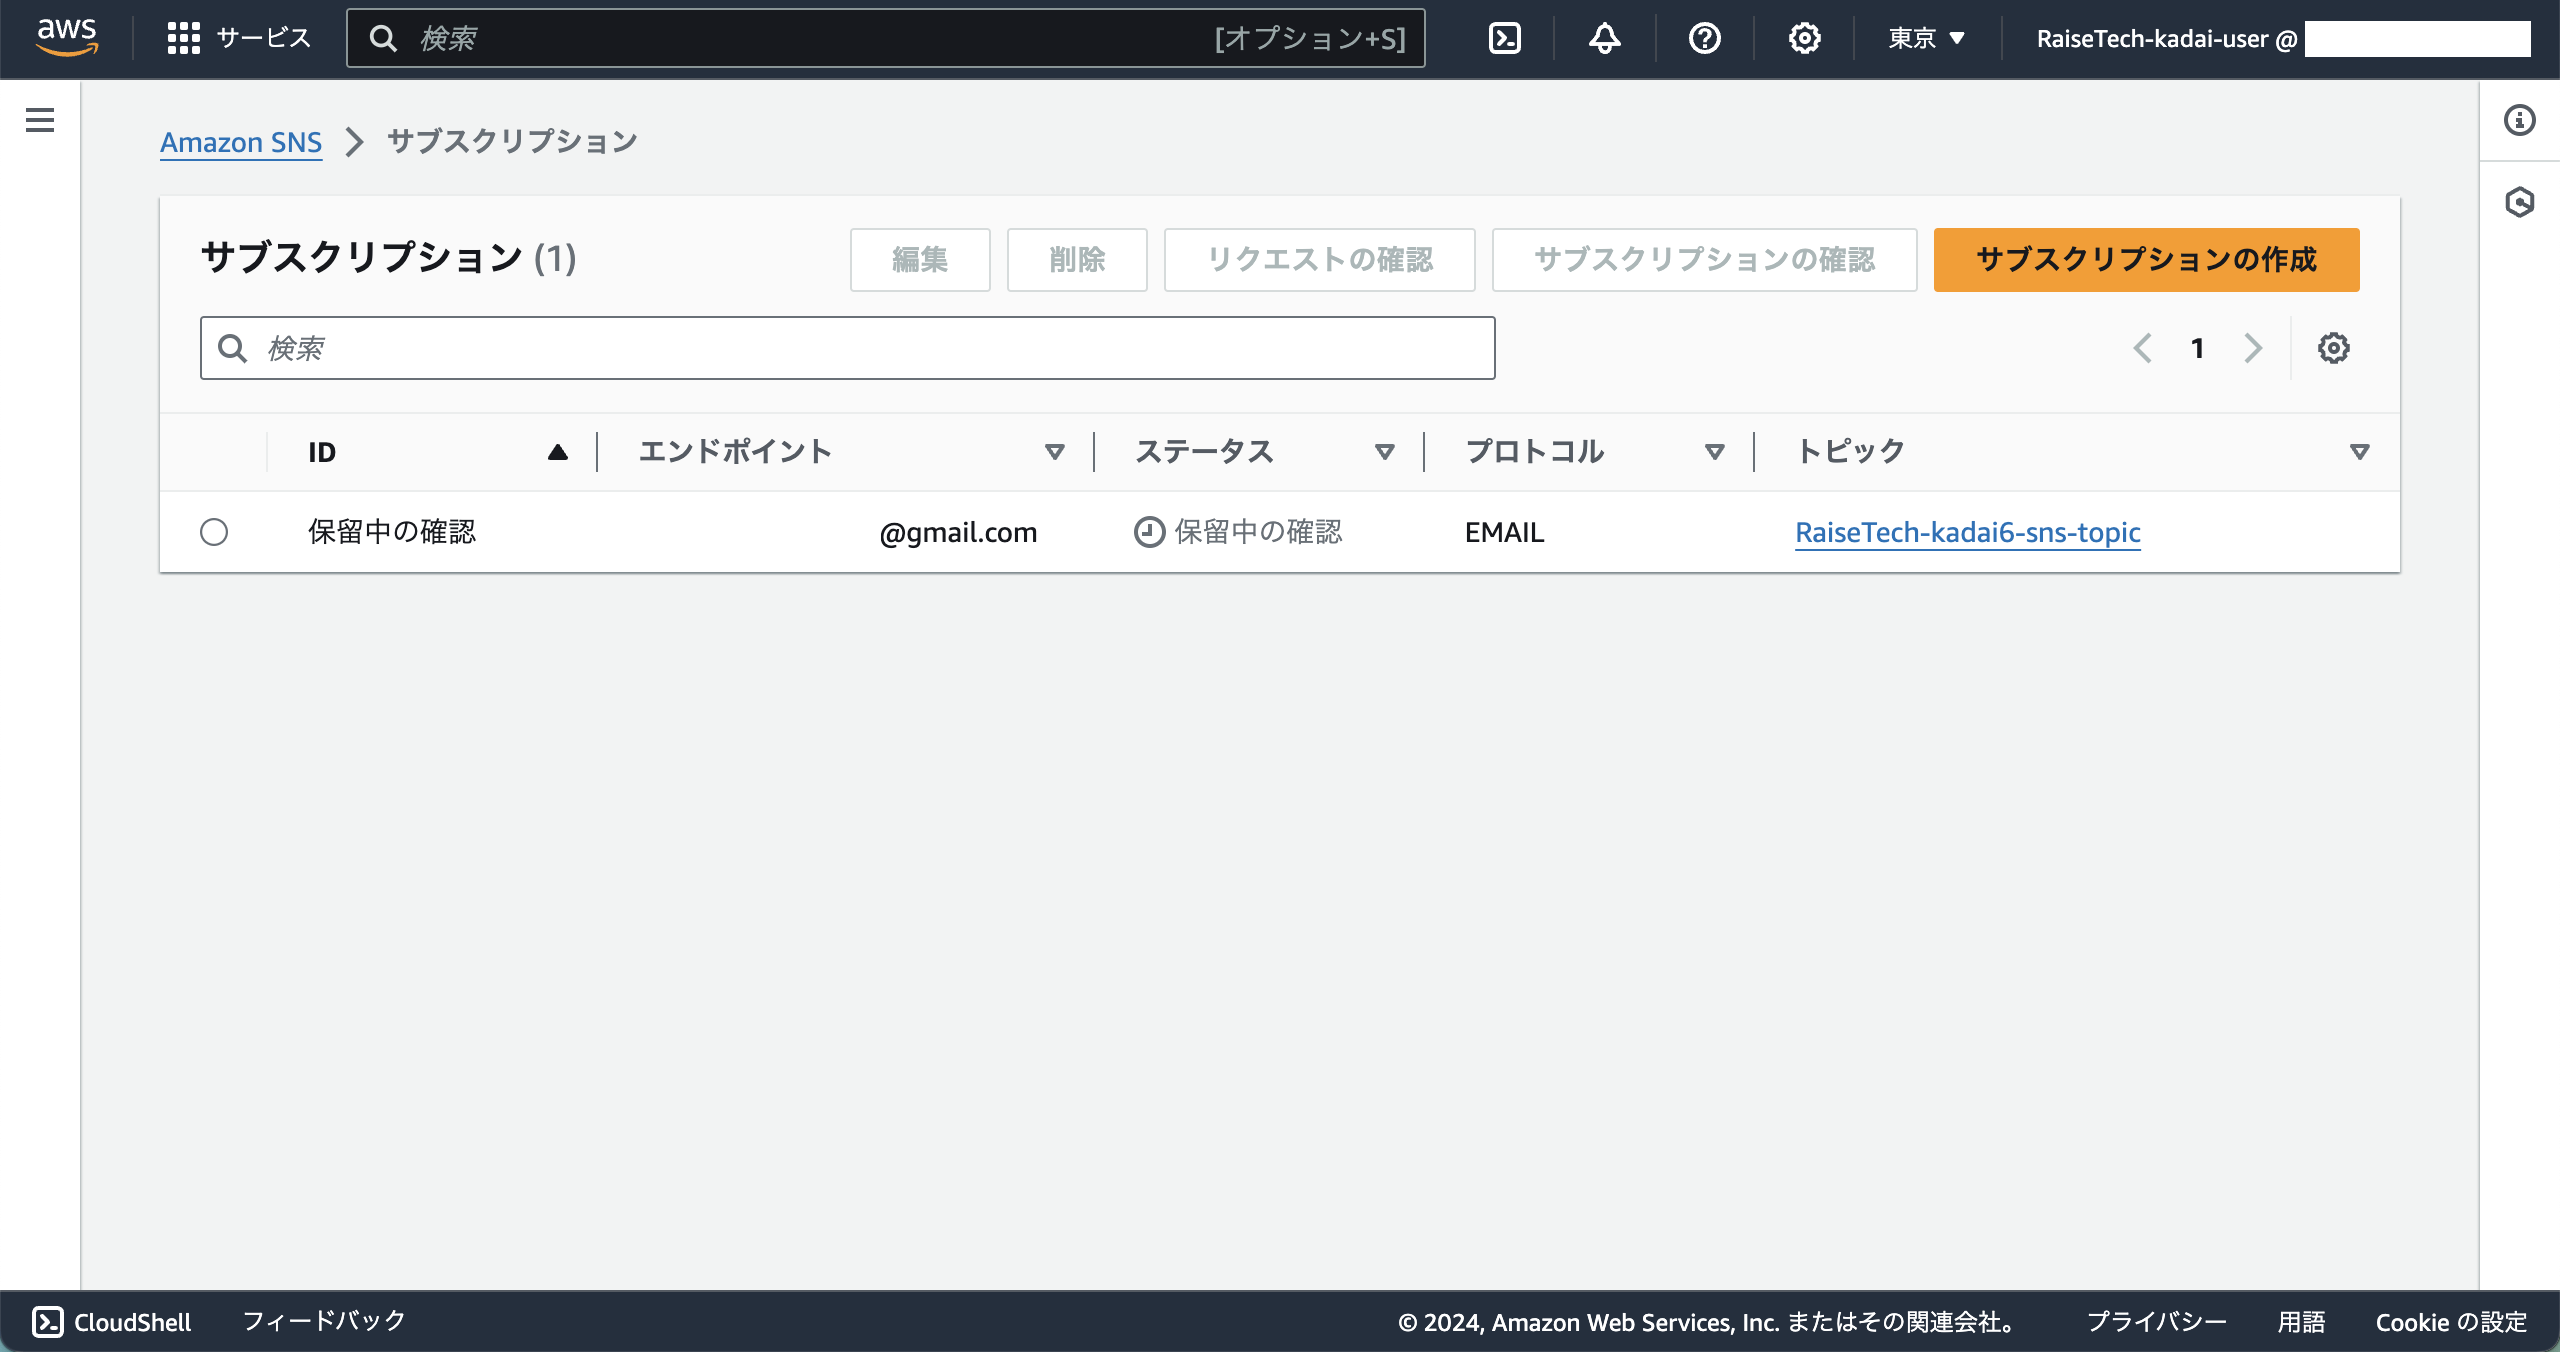 aws サービス 検索 [オプション+S] 東京 RaiseTech-kadai-user @
Amazon SNS サブスクリプション
サブスクリプション (1) 編集 削除 リクエストの確認 サブスクリプションの確認 サブスクリプションの作成
検索 1
ID エンドポイント ステータス プロトコル トピック
保留中の確認 @gmail.com 保留中の確認 EMAIL RaiseTech-kadai6-sns-topic
CloudShell フィードバック © 2024, Amazon Web Services, Inc. またはその関連会社。 プライバシー 用語 Cookie の設定